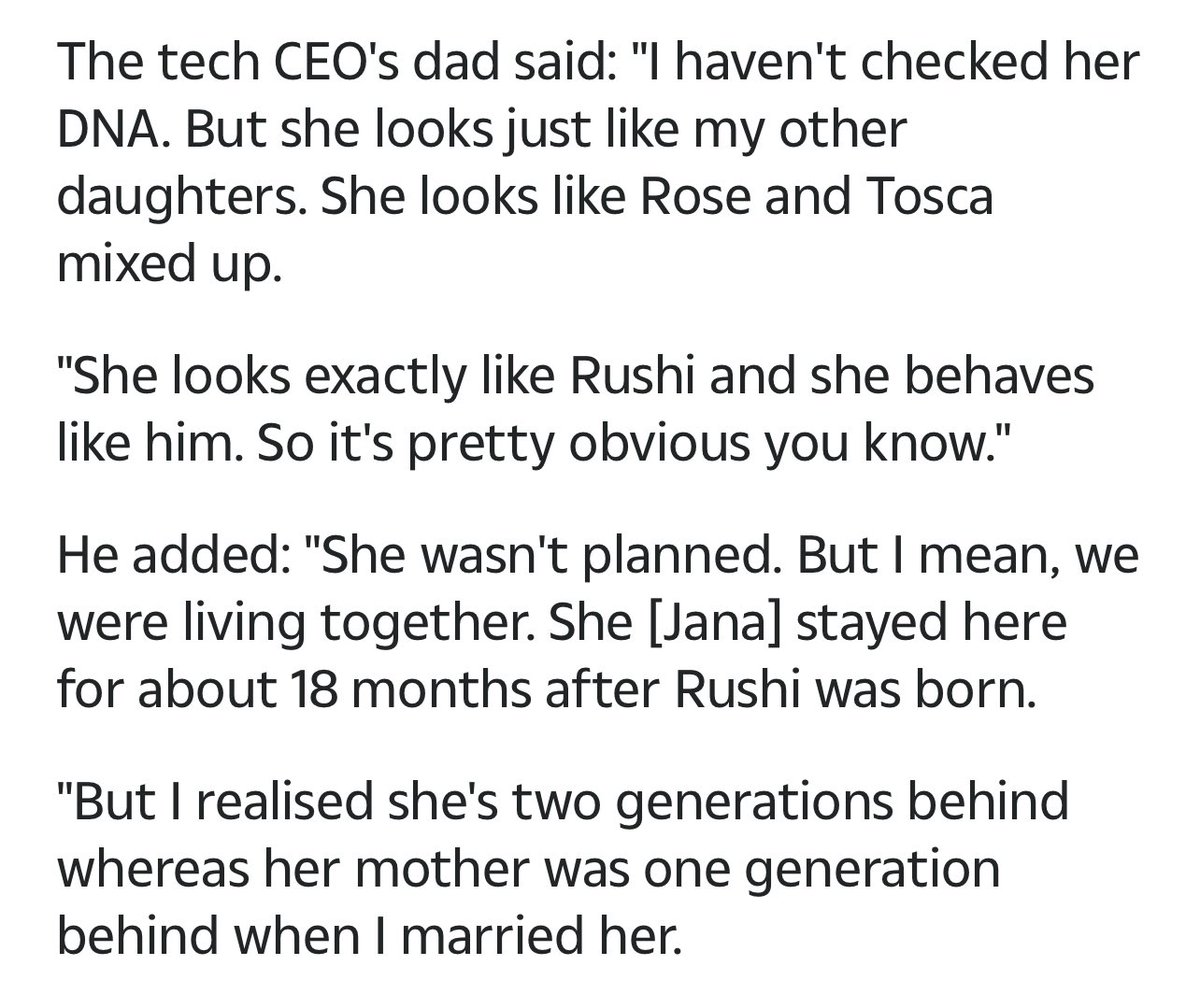 The tech CEO's dad said: "I haven't checked her
DNA. But she looks just like my other
daughters. She looks like Rose and Tosca
mixed up.
"She looks exactly like Rushi and she behaves
like him. So it's pretty obvious you know."
He added: "She wasn't planned. But I mean, we
were living together. She [Jana] stayed here
for about 18 months after Rushi was born.
"But I realised she's two generations behind
whereas her mother was one generation
behind when I married her.